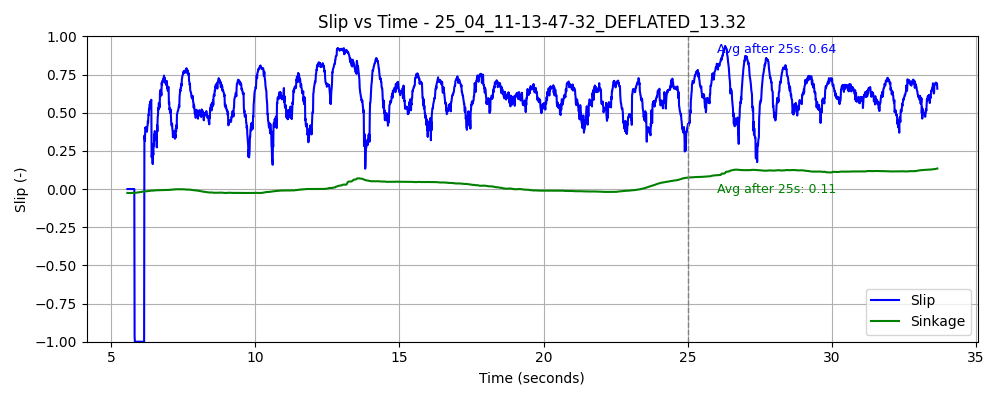 Slip vs Time - 25_04_11-13-47-32_DEFLATED_13.32
Slip (-)
1.00
0.75
0.50
0.25
0.00
−0.25
−0.50
−0.75
−1.00
Avg after 25s: 0.64
Avg after 25s: 0.11
Slip
Sinkage
5
10
15
20
25
30
35
Time (seconds)